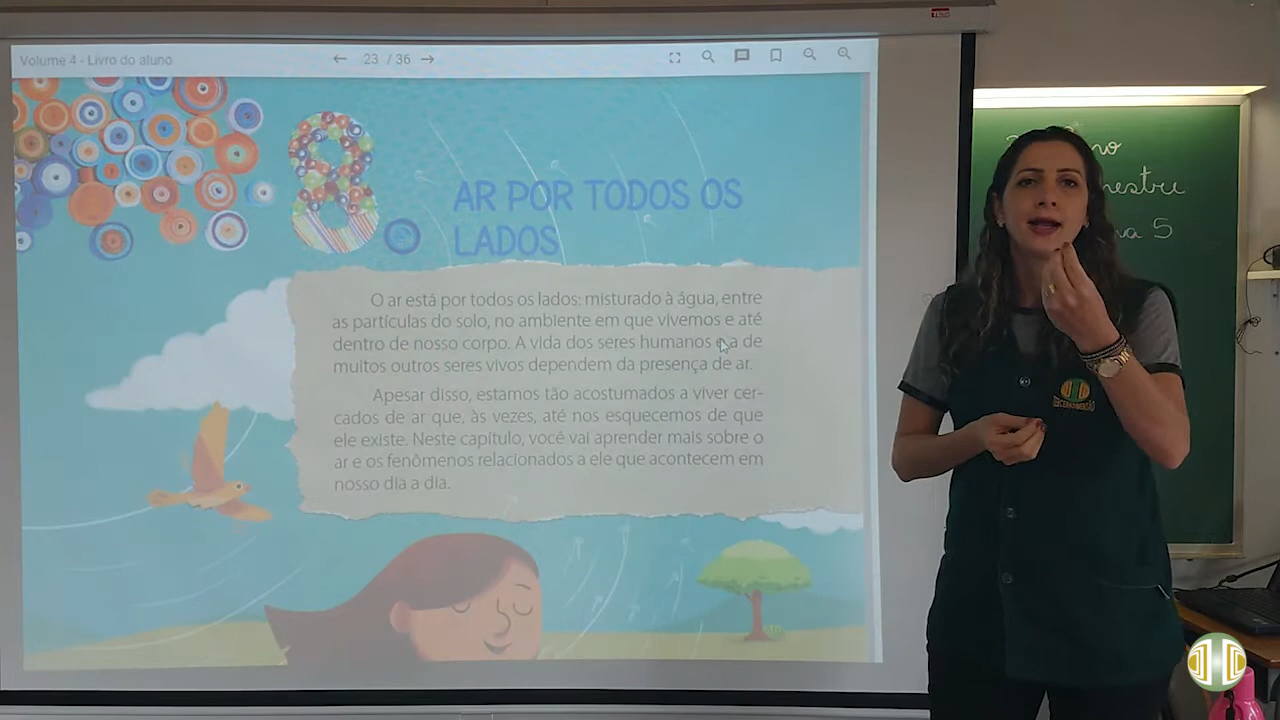 Volume 4 - Livro do aluno
23 / 36
8.
AR POR TODOS OS
LADOS
O ar está por todos os lados: misturado à água, entre
as partículas do solo, no ambiente em que vivemos e até
dentro de nosso corpo. A vida dos seres humanos e a de
muitos outros seres vivos dependem da presença de ar.
Apesar disso, estamos tão acostumados a viver cer-
cados de ar que, às vezes, até nos esquecemos de que
ele existe. Neste capítulo, você vai aprender mais sobre o
ar e os fenômenos relacionados a ele que acontecem em
nosso dia a dia.
5